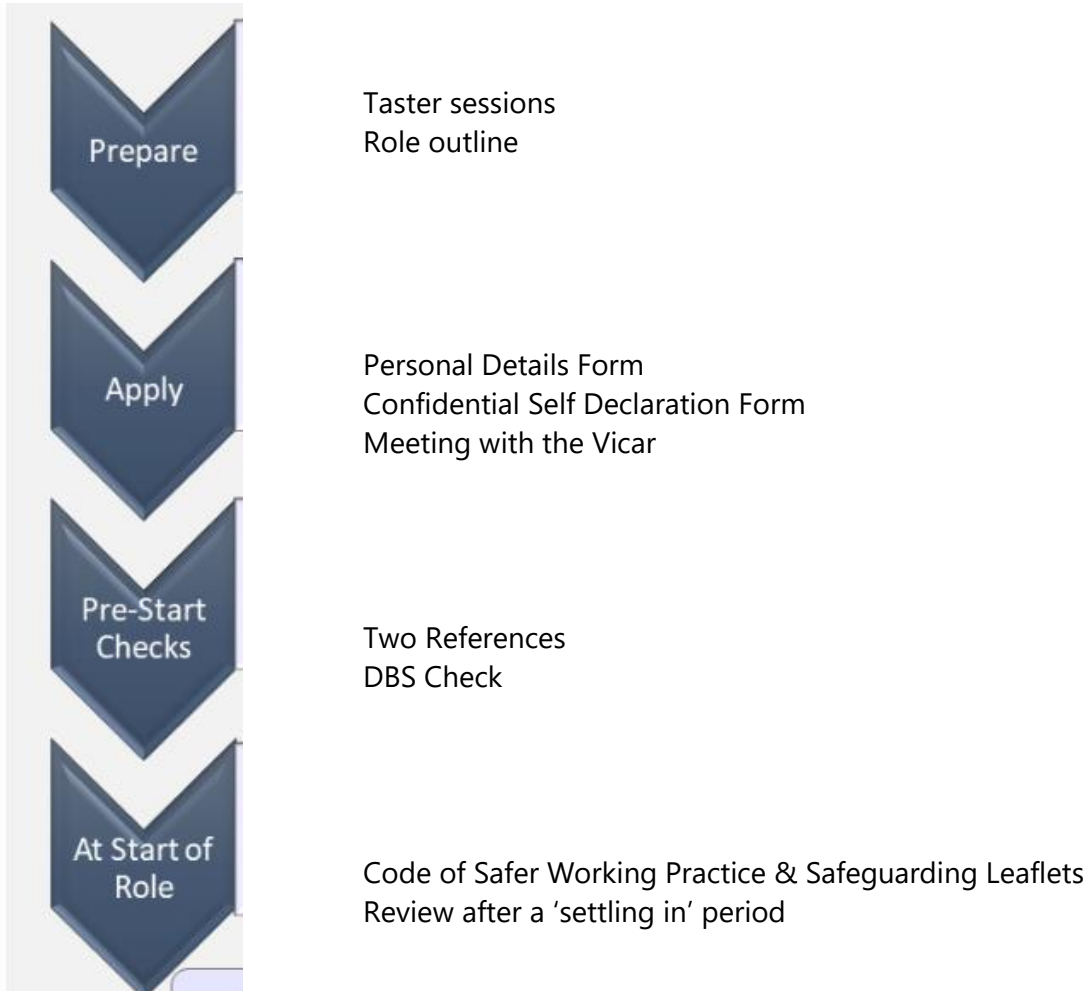 Prepare
Taster sessions
Role outline
Apply
Personal Details Form
Confidential Self Declaration Form
Meeting with the Vicar
Pre-Start
Checks
Two References
DBS Check
At Start of
Role
Code of Safer Working Practice & Safeguarding Leaflets
Review after a ‘settling in’ period